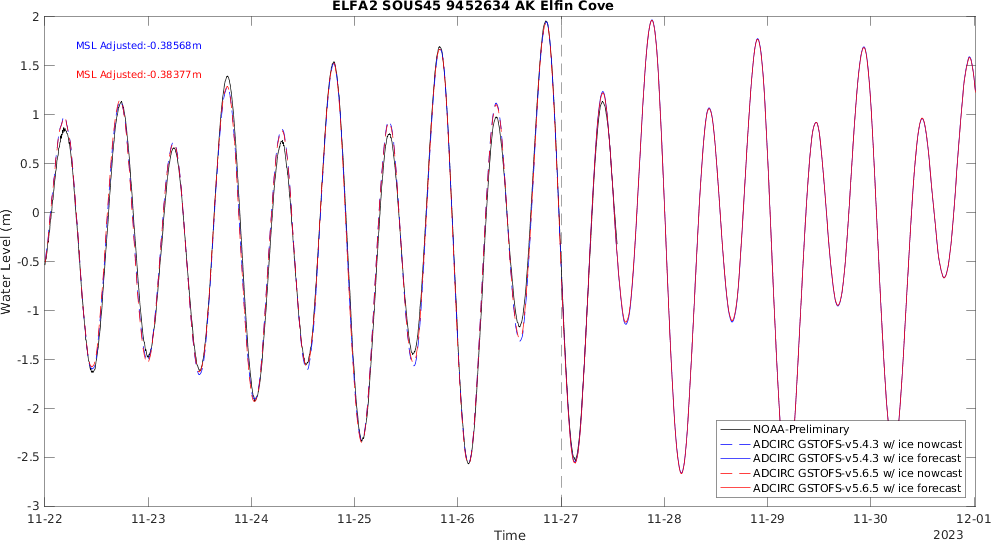 ELFA2 SOUS45 9452634 AK Elfin Cove
MSL Adjusted:-0.38568m
MSL Adjusted:-0.38377m
Water Level (m)
2
1.5
1
0.5
0
-0.5
-1
-1.5
-2
-2.5
-3
NOAA-Preliminary
ADCIRC GSTOFS-v5.4.3 w/ ice nowcast
ADCIRC GSTOFS-v5.4.3 w/ ice forecast
ADCIRC GSTOFS-v5.6.5 w/ ice nowcast
ADCIRC GSTOFS-v5.6.5 w/ ice forecast
11-22 11-23 11-24 11-25 11-26 11-27 11-28 11-29 11-30 12-01
Time
2023